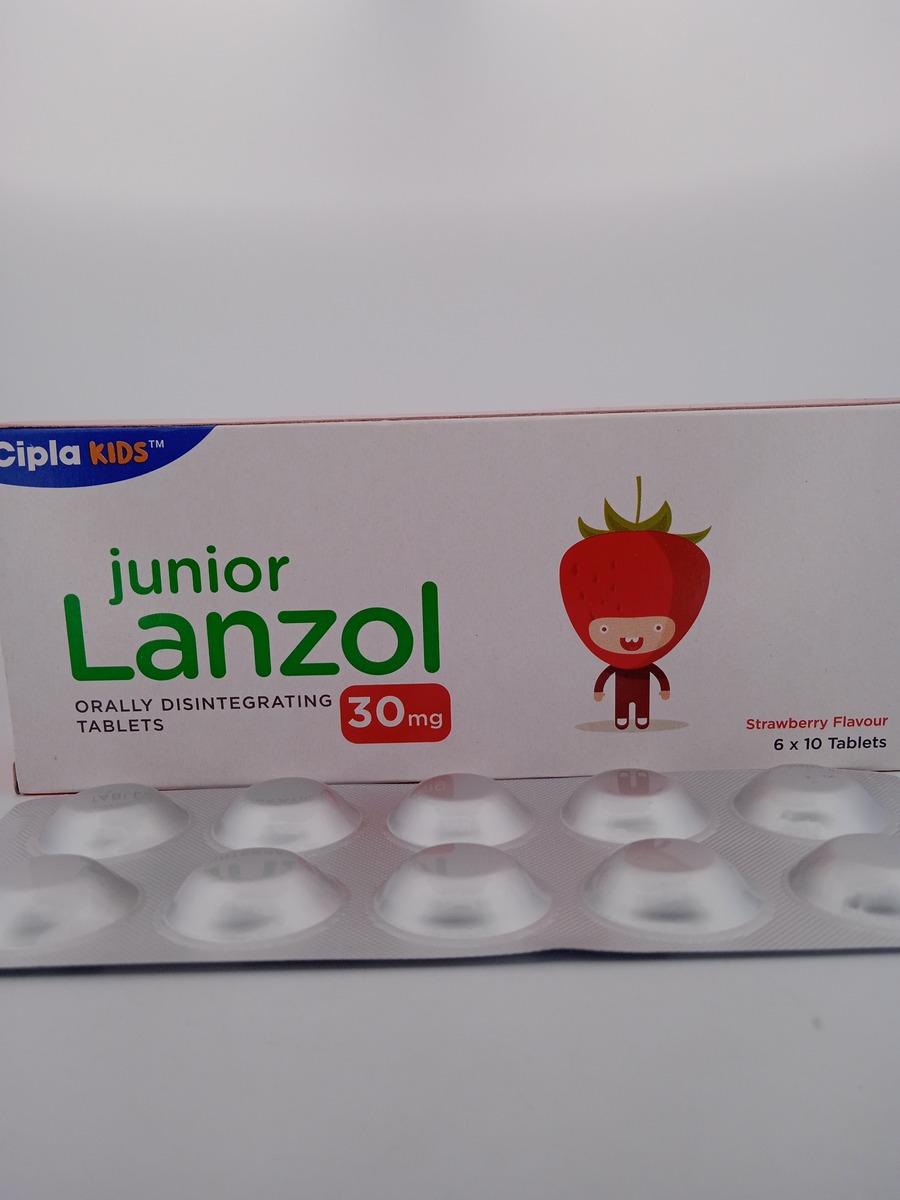 Cipla KIDS™
junior
Lanzol
ORALLY DISINTEGRATING
TABLETS
30mg
Strawberry Flavour
6 x 10 Tablets